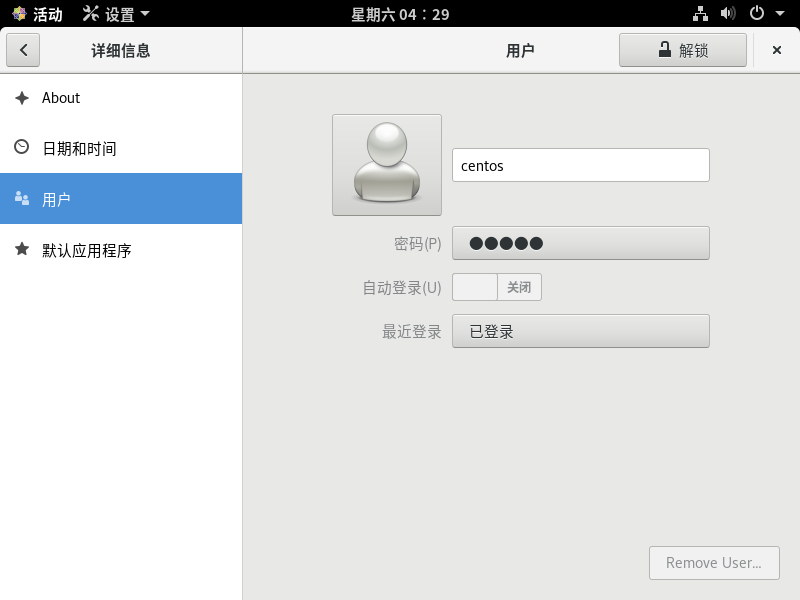 活动 设置 星期六 04：29
详细信息 用户 解锁
About
日期和时间
用户
默认应用程序
centos
密码(P) ●●●●●
自动登录(U) 关闭
最近登录 已登录
Remove User...